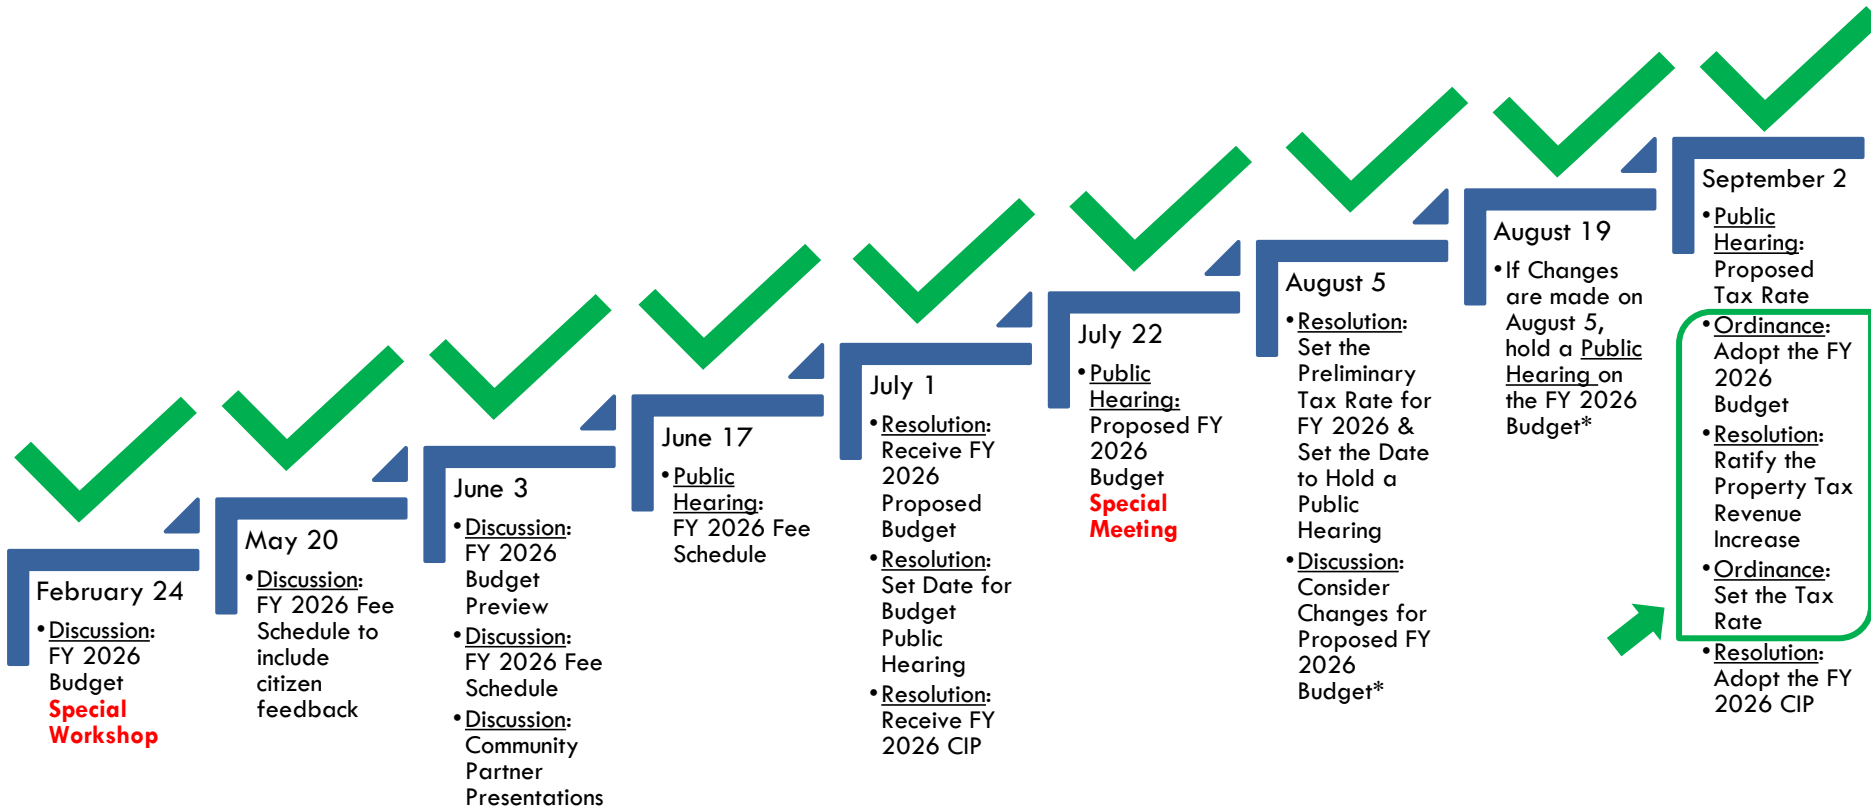 February 24
•Discussion:
FY 2026
Budget
Special
Workshop
May 20
•Discussion:
FY 2026 Fee
Schedule to
include
citizen
feedback
June 3
•Discussion:
FY 2026
Budget
Preview
•Discussion:
FY 2026 Fee
Schedule
•Discussion:
Community
Partner
Presentations
June 17
•Public
Hearing:
FY 2026 Fee
Schedule
July 1
•Resolution:
Receive FY
2026
Proposed
Budget
•Resolution:
Set Date for
Budget
Public
Hearing
•Resolution:
Receive FY
2026 CIP
July 22
•Public
Hearing:
Proposed FY
2026
Budget
Special
Meeting
August 5
•Resolution:
Set the
Preliminary
Tax Rate for
FY 2026 &
Set the Date
to Hold a
Public
Hearing
•Discussion:
Consider
Changes for
Proposed FY
2026
Budget*
August 19
•If Changes
are made on
August 5,
hold a Public
Hearing on
the FY 2026
Budget*
September 2
•Public
Hearing:
Proposed
Tax Rate
•Ordinance:
Adopt the FY
2026
Budget
•Resolution:
Ratify the
Property Tax
Revenue
Increase
•Ordinance:
Set the Tax
Rate
•Resolution:
Adopt the FY
2026 CIP